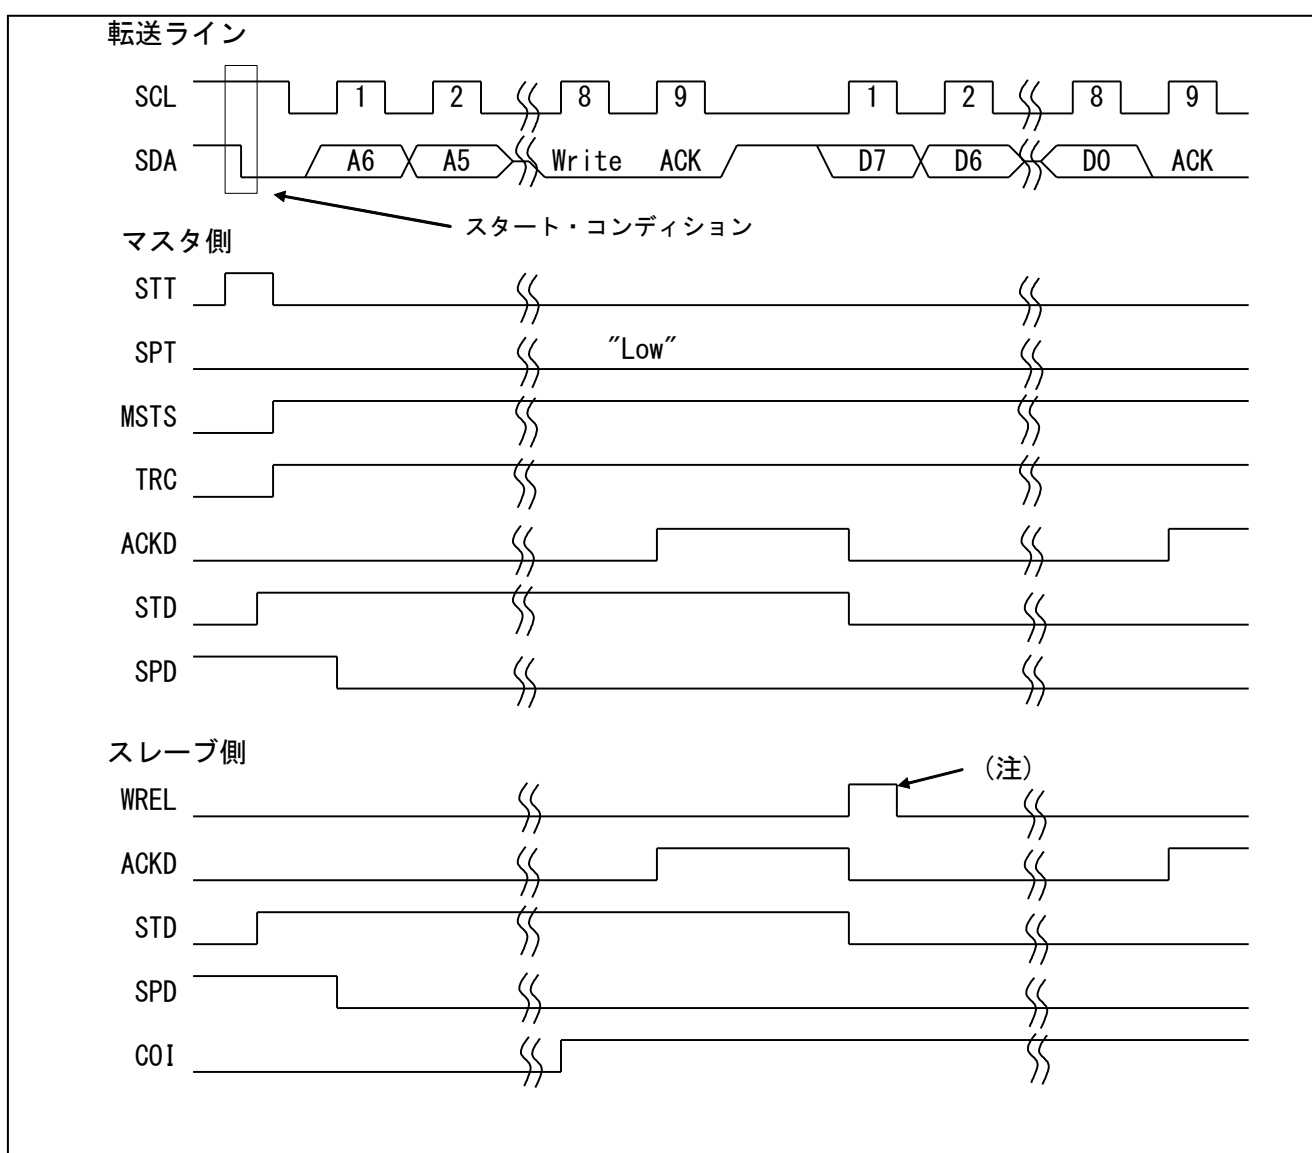 転送ライン
SCL 1 2 8 9 1 2 8 9
SDA A6 A5 Write ACK D7 D6 D0 ACK
スタート・コンディション
マスタ側
STT
SPT "Low"
MSTS
TRC
ACKD
STD
SPD
スレーブ側
WREL (注)
ACKD
STD
SPD
COI